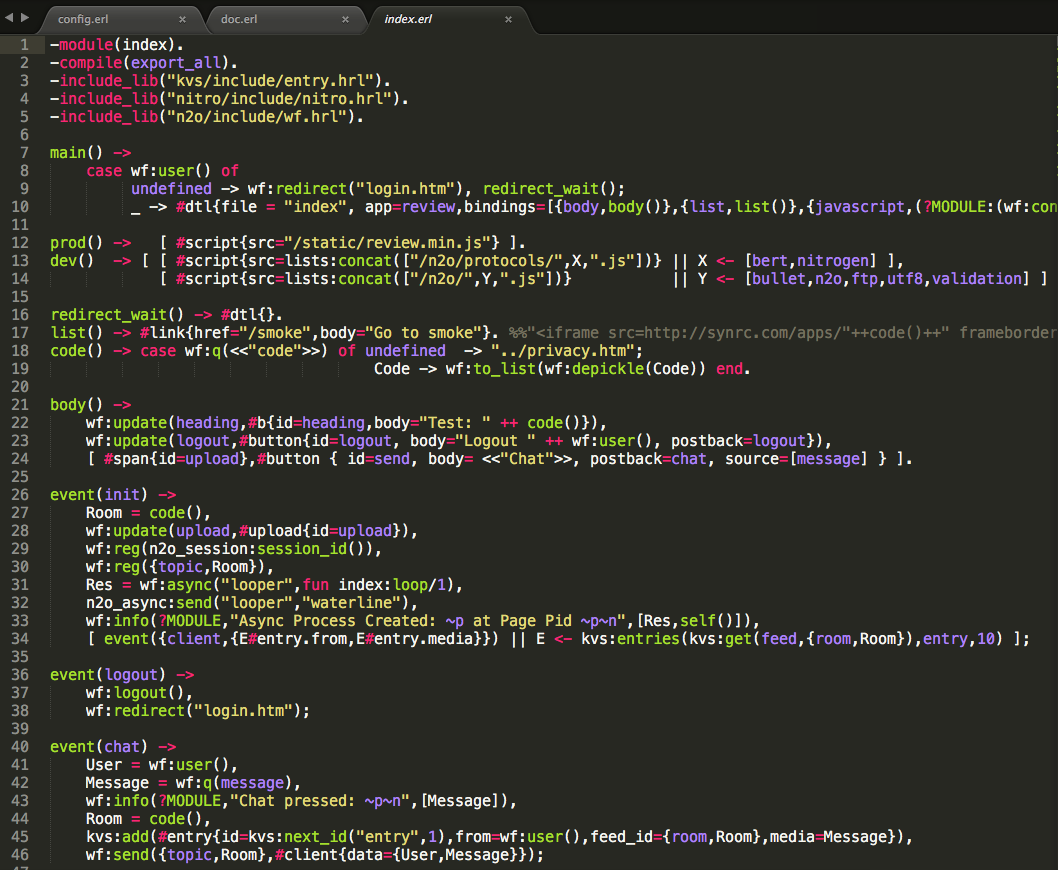 config.erl × doc.erl × index.erl ×
1 -module(index).
2 -compile(export_all).
3 -include_lib("kvs/include/entry.hrl").
4 -include_lib("nitro/include/nitro.hrl").
5 -include_lib("n2o/include/wf.hrl").
6
7 main() ->
8     case wf:user() of
9          undefined -> wf:redirect("login.htm"), redirect_wait();
10          _ -> #dtl{file = "index", app=review,bindings=[{body,body()},{list,list()},{javascript,(?MODULE:(wf:con
11
12 prod() ->   [ #script{src="/static/review.min.js"} ].
13 dev()  -> [ [ #script{src=lists:concat(["/n2o/protocols/",X,".js"])} || X <- [bert,nitrogen] ],
14             [ #script{src=lists:concat(["/n2o/",Y,".js"])}           || Y <- [bullet,n2o,ftp,utf8,validation] ]
15
16 redirect_wait() -> #dtl{}.
17 list() -> #link{href="/smoke",body="Go to smoke"}. %%"<iframe src=http://synrc.com/apps/"++code()++" frameborder
18 code() -> case wf:q(<<"code">>) of undefined  -> "../privacy.htm";
19                                     Code -> wf:to_list(wf:depickle(Code)) end.
20
21 body() ->
22     wf:update(heading,#b{id=heading,body="Test: " ++ code()}),
23     wf:update(logout,#button{id=logout, body="Logout " ++ wf:user(), postback=logout}),
24     [ #span{id=upload},#button { id=send, body= <<"Chat">>, postback=chat, source=[message] } ].
25
26 event(init) ->
27     Room = code(),
28     wf:update(upload,#upload{id=upload}),
29     wf:reg(n2o_session:session_id()),
30     wf:reg({topic,Room}),
31     Res = wf:async("looper",fun index:loop/1),
32     n2o_async:send("looper","waterline"),
33     wf:info(?MODULE,"Async Process Created: ~p at Page Pid ~p~n",[Res,self()]),
34     [ event({client,{E#entry.from,E#entry.media}}) || E <- kvs:entries(kvs:get(feed,{room,Room}),entry,10) ];
35
36 event(logout) ->
37     wf:logout(),
38     wf:redirect("login.htm");
39
40 event(chat) ->
41     User = wf:user(),
42     Message = wf:q(message),
43     wf:info(?MODULE,"Chat pressed: ~p~n",[Message]),
44     Room = code(),
45     kvs:add(#entry{id=kvs:next_id("entry",1),from=wf:user(),feed_id={room,Room},media=Message}),
46     wf:send({topic,Room},#client{data={User,Message}});